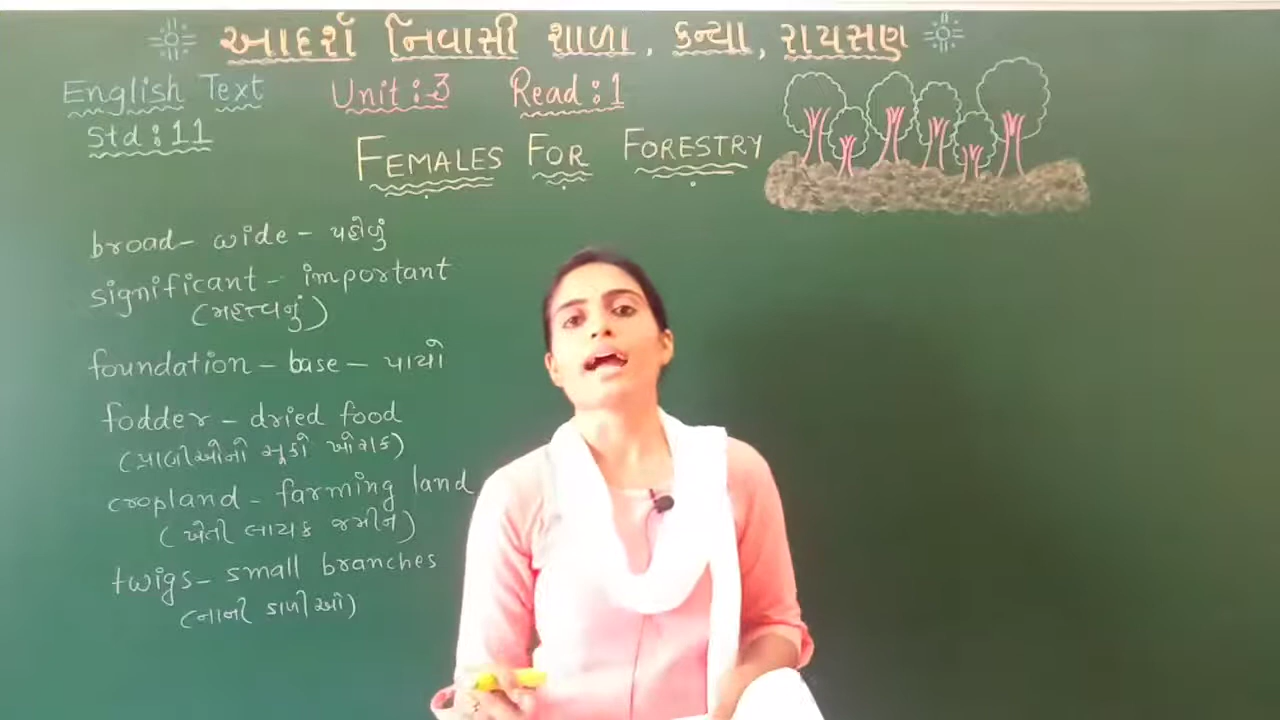 આદર્શ નિવાસી શાળા, કન્યા, રાયસણ
English Text Unit:-3 Read:1
Std:11
FEMALES FOR FORESTRY
broad- wide - પહોળું
significant - important
(મહત્ત્વનું)
foundation - base - પાયો
fodder - dried food
(પ્રાણીઓનો સૂકો ખોરાક)
cropland - farming land
(ખેતી લાયક જમીન)
twigs - small branches
(નાની ડાળીઓ)